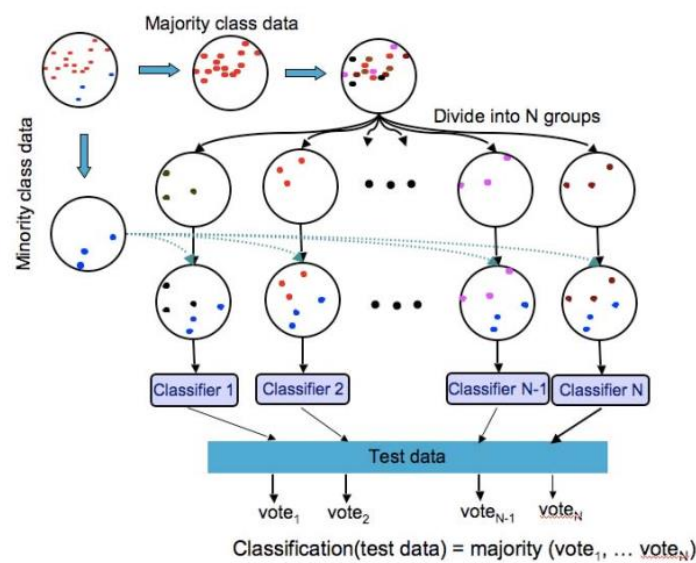 Majority class data
Minority class data
Divide into N groups
Classifier 1
Classifier 2
Classifier N-1
Classifier N
Test data
vote₁
vote₂
voteN-1
voteN
Classification(test data) = majority (vote₁, ... voteN)